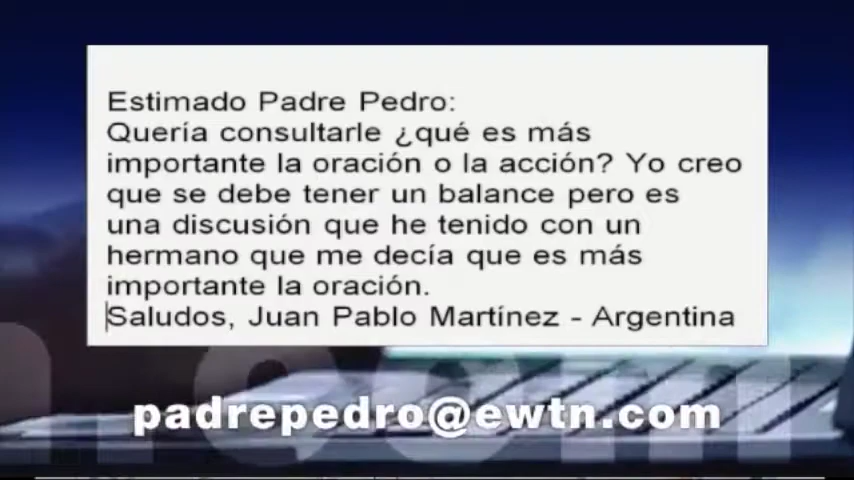 Estimado Padre Pedro:
Quería consultarle ¿qué es más
importante la oración o la acción? Yo creo
que se debe tener un balance pero es
una discusión que he tenido con un
hermano que me decía que es más
importante la oración.
Saludos, Juan Pablo Martínez - Argentina
padrepedro@ewtn.com